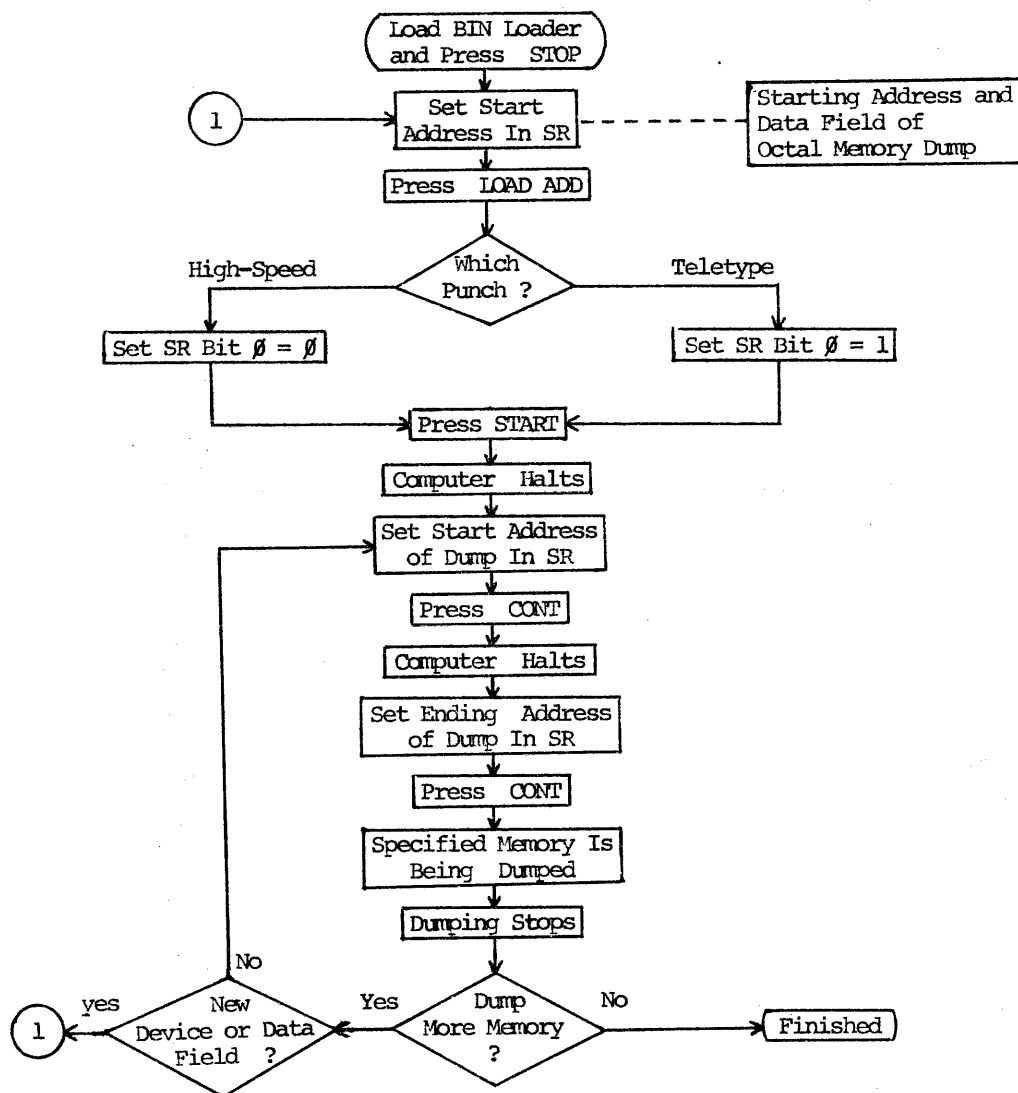 Load BIN Loader
and Press STOP
1
Set Start
Address In SR
Starting Address and
Data Field of
Octal Memory Dump
Press LOAD ADD
High-Speed
Which
Punch ?
Teletype
Set SR Bit Ø = Ø
Set SR Bit Ø = 1
Press START
Computer Halts
Set Start Address
of Dump In SR
Press CONT
Computer Halts
Set Ending Address
of Dump In SR
Press CONT
Specified Memory Is
Being Dumped
Dumping Stops
No
1
yes
New
Device or Data
Field ?
Yes
Dump
More Memory
?
No
Finished